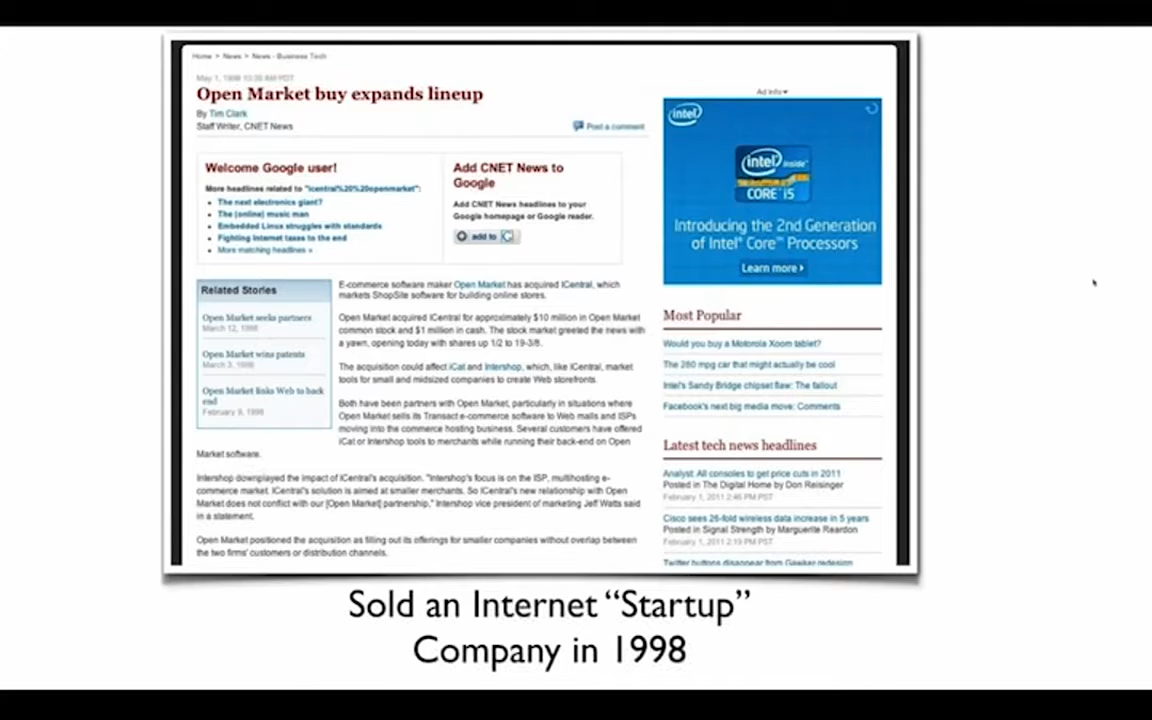 Home > News > News - Business Tech
May 1, 1998 10:35 AM PDT
Open Market buy expands lineup
By Tim Clark
Staff Writer, CNET News
Post a comment
Welcome Google user!
More headlines related to "icentral%20%20openmarket":
The next electronics giant?
The (online) music man
Embedded Linux struggles with standards
Fighting Internet taxes to the end
More matching headlines »
Add CNET News to
Google
Add CNET News headlines to your
Google homepage or Google reader.
add to
Related Stories
Open Market seeks partners
March 12, 1998
Open Market wins patents
March 3, 1998
Open Market links Web to back
end
February 9, 1998
E-commerce software maker Open Market has acquired ICentral, which
markets ShopSite software for building online stores.
Open Market acquired ICentral for approximately $10 million in Open Market
common stock and $1 million in cash. The stock market greeted the news with
a yawn, opening today with shares up 1/2 to 19-3/8.
The acquisition could affect iCat and Intershop, which, like ICentral, market
tools for small and midsized companies to create Web storefronts.
Both have been partners with Open Market, particularly in situations where
Open Market sells its Transact e-commerce software to Web malls and ISPs
moving into the commerce hosting business. Several customers have offered
iCat or Intershop tools to merchants while running their back-end on Open
Market software.
Intershop downplayed the impact of ICentral's acquisition. "Intershop's focus is on the ISP, multihosting e-
commerce market. ICentral's solution is aimed at smaller merchants. So ICentral's new relationship with Open
Market does not conflict with our [Open Market] partnership," Intershop vice president of marketing Jeff Watts said
in a statement.
Open Market positioned the acquisition as filling out its offerings for smaller companies without overlap between
the two firms' customers or distribution channels.
Ad Info
intel
intel inside™
CORE i5
Introducing the 2nd Generation
of Intel® Core™ Processors
Learn more
Most Popular
Would you buy a Motorola Xoom tablet?
The 280 mpg car that might actually be cool
Intel's Sandy Bridge chipset flaw: The fallout
Facebook's next big media move: Comments
Latest tech news headlines
Analyst: All consoles to get price cuts in 2011
Posted in The Digital Home by Don Reisinger
February 1, 2011 2:46 PM PST
Cisco sees 26-fold wireless data increase in 5 years
Posted in Signal Strength by Marguerite Reardon
February 1, 2011 2:19 PM PST
Twitter buttons disappear from Gawker redesign
Sold an Internet “Startup”
Company in 1998